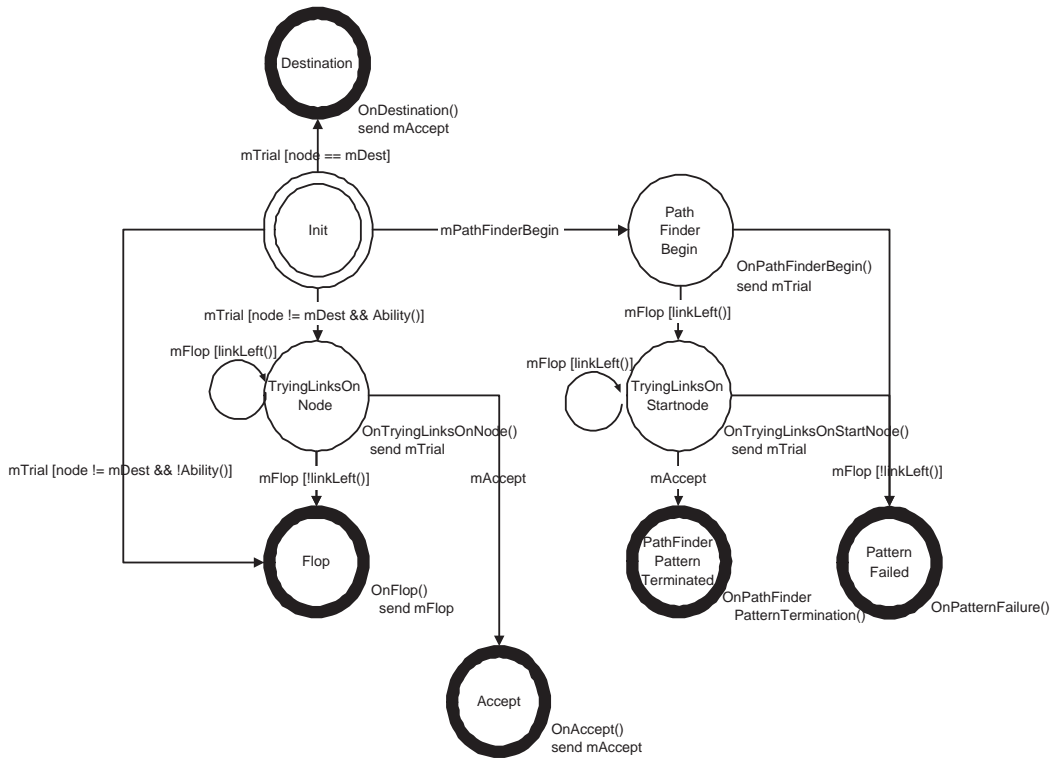 Destination
OnDestination()
send mAccept
mTrial [node == mDest]
Init
mPathFinderBegin
Path
Finder
Begin
OnPathFinderBegin()
send mTrial
mTrial [node != mDest && Ability()]
mFlop [linkLeft()]
mFlop [linkLeft()]
TryingLinksOn
Node
OnTryingLinksOnNode()
send mTrial
mFlop [linkLeft()]
TryingLinksOn
Startnode
OnTryingLinksOnStartNode()
send mTrial
mTrial [node != mDest && !Ability()]
mFlop [!linkLeft()]
mAccept
mAccept
mFlop [!linkLeft()]
Flop
OnFlop()
send mFlop
PathFinder
Pattern
Terminated
OnPathFinder
PatternTermination()
Pattern
Failed
OnPatternFailure()
Accept
OnAccept()
send mAccept